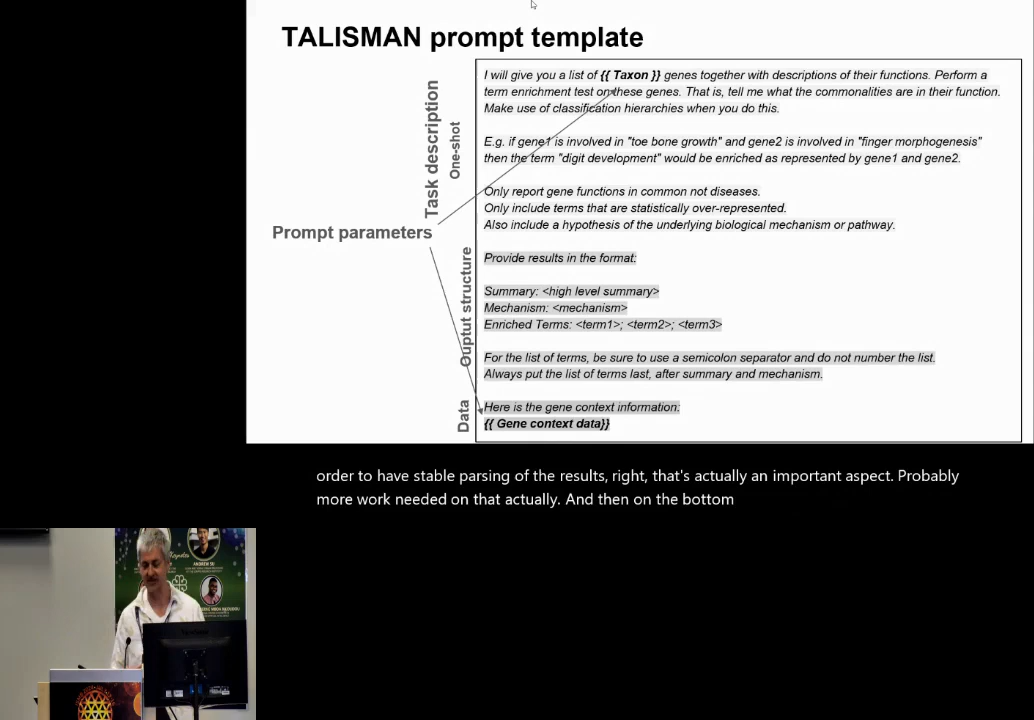 TALISMAN prompt template
I will give you a list of {{ Taxon }} genes together with descriptions of their functions. Perform a
term enrichment test on these genes. That is, tell me what the commonalities are in their function.
Make use of classification hierarchies when you do this.
E.g. if gene1 is involved in "toe bone growth" and gene2 is involved in "finger morphogenesis"
then the term "digit development" would be enriched as represented by gene1 and gene2.
Only report gene functions in common not diseases.
Only include terms that are statistically over-represented.
Also include a hypothesis of the underlying biological mechanism or pathway.
Provide results in the format:
Summary: <high level summary>
Mechanism: <mechanism>
Enriched Terms: <term1>; <term2>; <term3>
For the list of terms, be sure to use a semicolon separator and do not number the list.
Always put the list of terms last, after summary and mechanism.
Here is the gene context information:
{{ Gene context data}}
Task description
One-shot
Prompt parameters
Ouptut structure
Data
order to have stable parsing of the results, right, that's actually an important aspect. Probably
more work needed on that actually. And then on the bottom
Keynotes
ANDREW SU